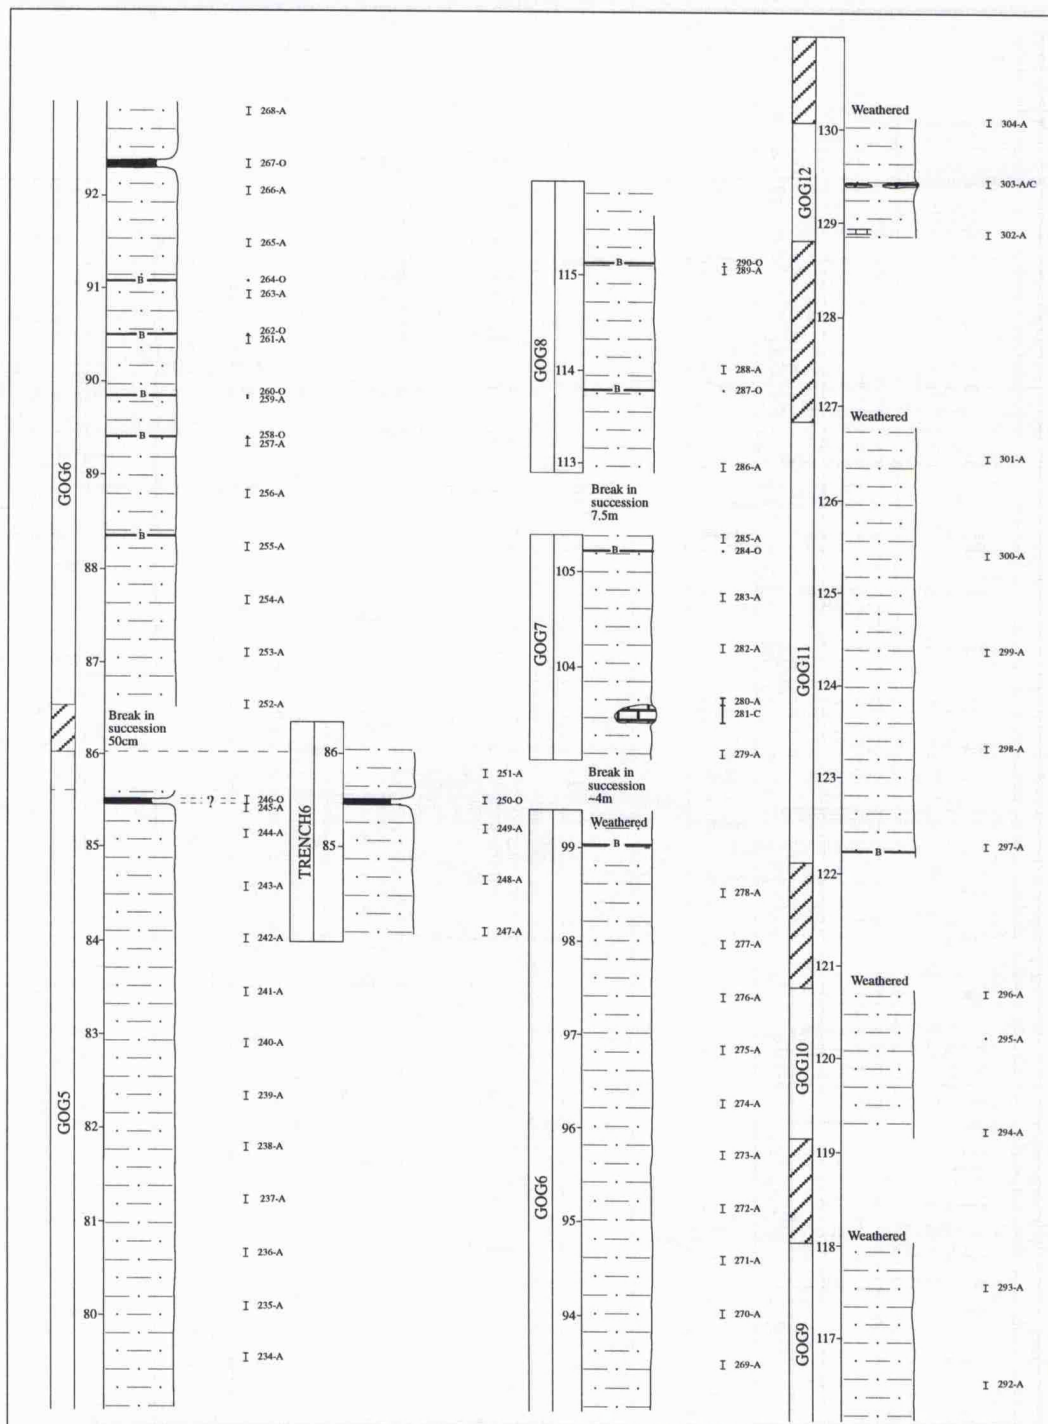 268-A
267-O
92
266-A
265-A
B
264-O
91
263-A
262-O
B
261-A
90
260-O
B
259-A
258-O
B
257-A
89
GOG6
256-A
B
255-A
88
254-A
87
253-A
252-A
Break in
succession
50cm
86
246-O
?
245-A
85
244-A
243-A
84
242-A
241-A
83
240-A
GOG5
239-A
82
238-A
81
237-A
236-A
80
235-A
234-A
TRENCH6
86
251-A
250-O
249-A
85
248-A
247-A
GOG8
B
290-O
115
289-A
288-A
114
B
287-O
113
286-A
Break in
succession
7.5m
GOG7
285-A
B
284-O
105
283-A
104
282-A
280-A
281-C
279-A
Break in
succession
~4m
Weathered
B
99
278-A
98
277-A
276-A
97
275-A
274-A
96
273-A
GOG6
272-A
95
271-A
94
270-A
269-A
Weathered
130
304-A
GOG12
303-A/C
129
302-A
128
127
Weathered
301-A
126
300-A
125
GOG11
299-A
124
298-A
123
B
297-A
122
121
Weathered
296-A
GOG10
295-A
120
294-A
119
Weathered
118
293-A
GOG9
117
292-A